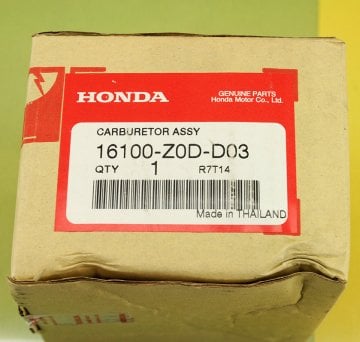 HONDA
GENUINE PARTS
Honda Motor Co., Ltd.
CARBURETOR ASSY
16100-Z0D-D03
QTY 1 R7T14
Made in THAILAND